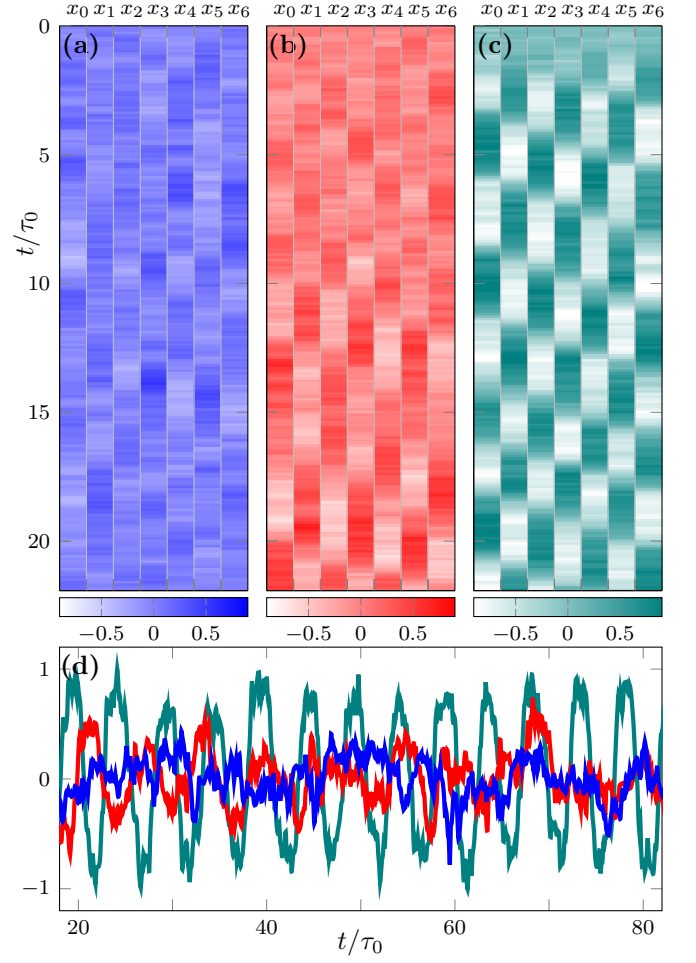 x₀ x₁ x₂ x₃ x₄ x₅ x₆ x₀ x₁ x₂ x₃ x₄ x₅ x₆ x₀ x₁ x₂ x₃ x₄ x₅ x₆
0
(a) (b) (c)
5
t/τ₀
10
15
20
−0.5 0 0.5 −0.5 0 0.5 −0.5 0 0.5
(d)
1
0
−1
20 40 60 80
t/τ₀